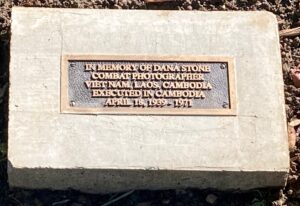 IN MEMORY OF DANA STONE
COMBAT PHOTOGRAPHER
VIET NAM, LAOS, CAMBODIA
EXECUTED IN CAMBODIA
APRIL 18, 1939 - 1971